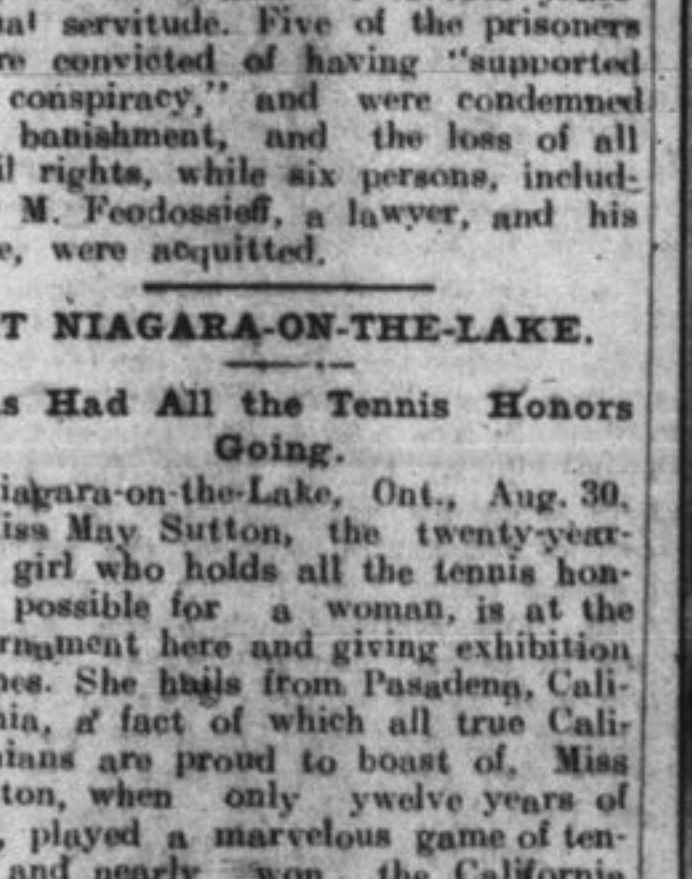 servitude. Five of the prisoners
re convicted of having "supported
conspiracy," and were condemned
banishment, and the loss of all
rights, while six persons, includ-
M. Feodossieff, a lawyer, and his
e, were acquitted.
T NIAGARA-ON-THE-LAKE.
s Had All the Tennis Honors
Going.
iagara-on-the-Lake, Ont., Aug. 30.
iss May Sutton, the twenty-year-
girl who holds all the tennis hon-
possible for a woman, is at the
rnament here and giving exhibition
nes. She hails from Pasadena, Cali-
nia, a fact of which all true Cali-
nians are proud to boast of. Miss
ton, when only ywelve years of
, played a marvelous game of ten-
and nearly won the California